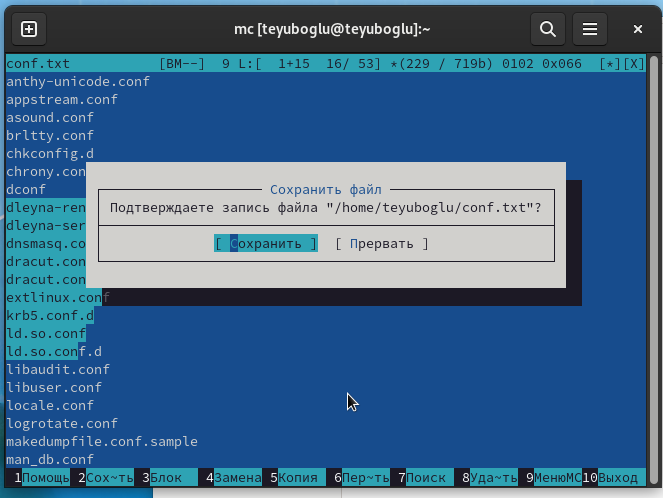 mc [teyuboglu@teyuboglu]:~
conf.txt [BM--] 9 L:[ 1+15 16/ 53] *(229 / 719b) 0102 0x066 [*][X]
anthy-unicode.conf
appstream.conf
asound.conf
brltty.conf
chkconfig.d
chrony.con
dconf
Сохранить файл
dleyna-ren
Подтверждаете запись файла "/home/teyuboglu/conf.txt"?
dleyna-ser
dnsmasq.co
[ Сохранить ] [ Прервать ]
dracut.con
dracut.con
extlinux.conf
krb5.conf.d
ld.so.conf
ld.so.conf.d
libaudit.conf
libuser.conf
locale.conf
logrotate.conf
makedumpfile.conf.sample
man_db.conf
1Помощь 2Сох~ть 3Блок 4Замена 5Копия 6Пер~ть 7Поиск 8Уда~ть 9МенюМС 10Выход